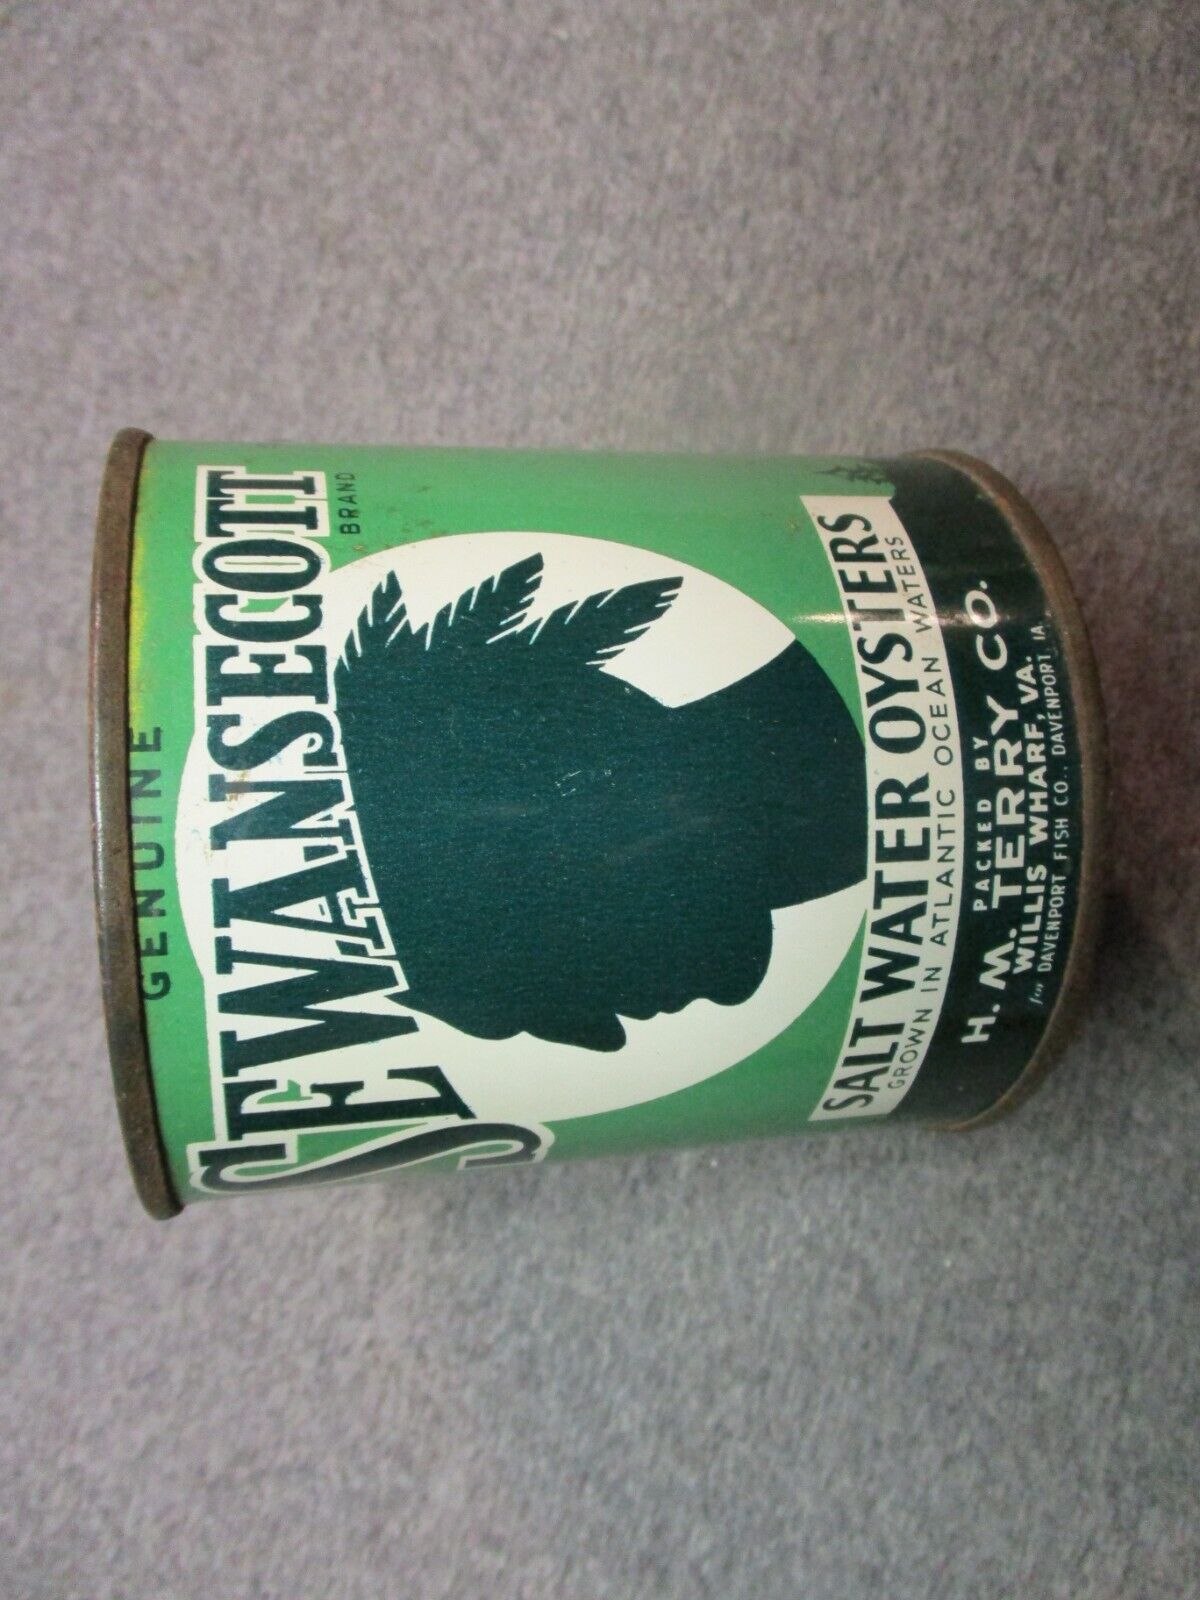 GENUINE
SEWANSECOTT
BRAND
SALT WATER OYSTERS
GROWN IN ATLANTIC OCEAN WATERS
PACKED BY
H. M. TERRY CO.
WILLIS WHARF, VA.
for DAVENPORT FISH CO., DAVENPORT, IA.